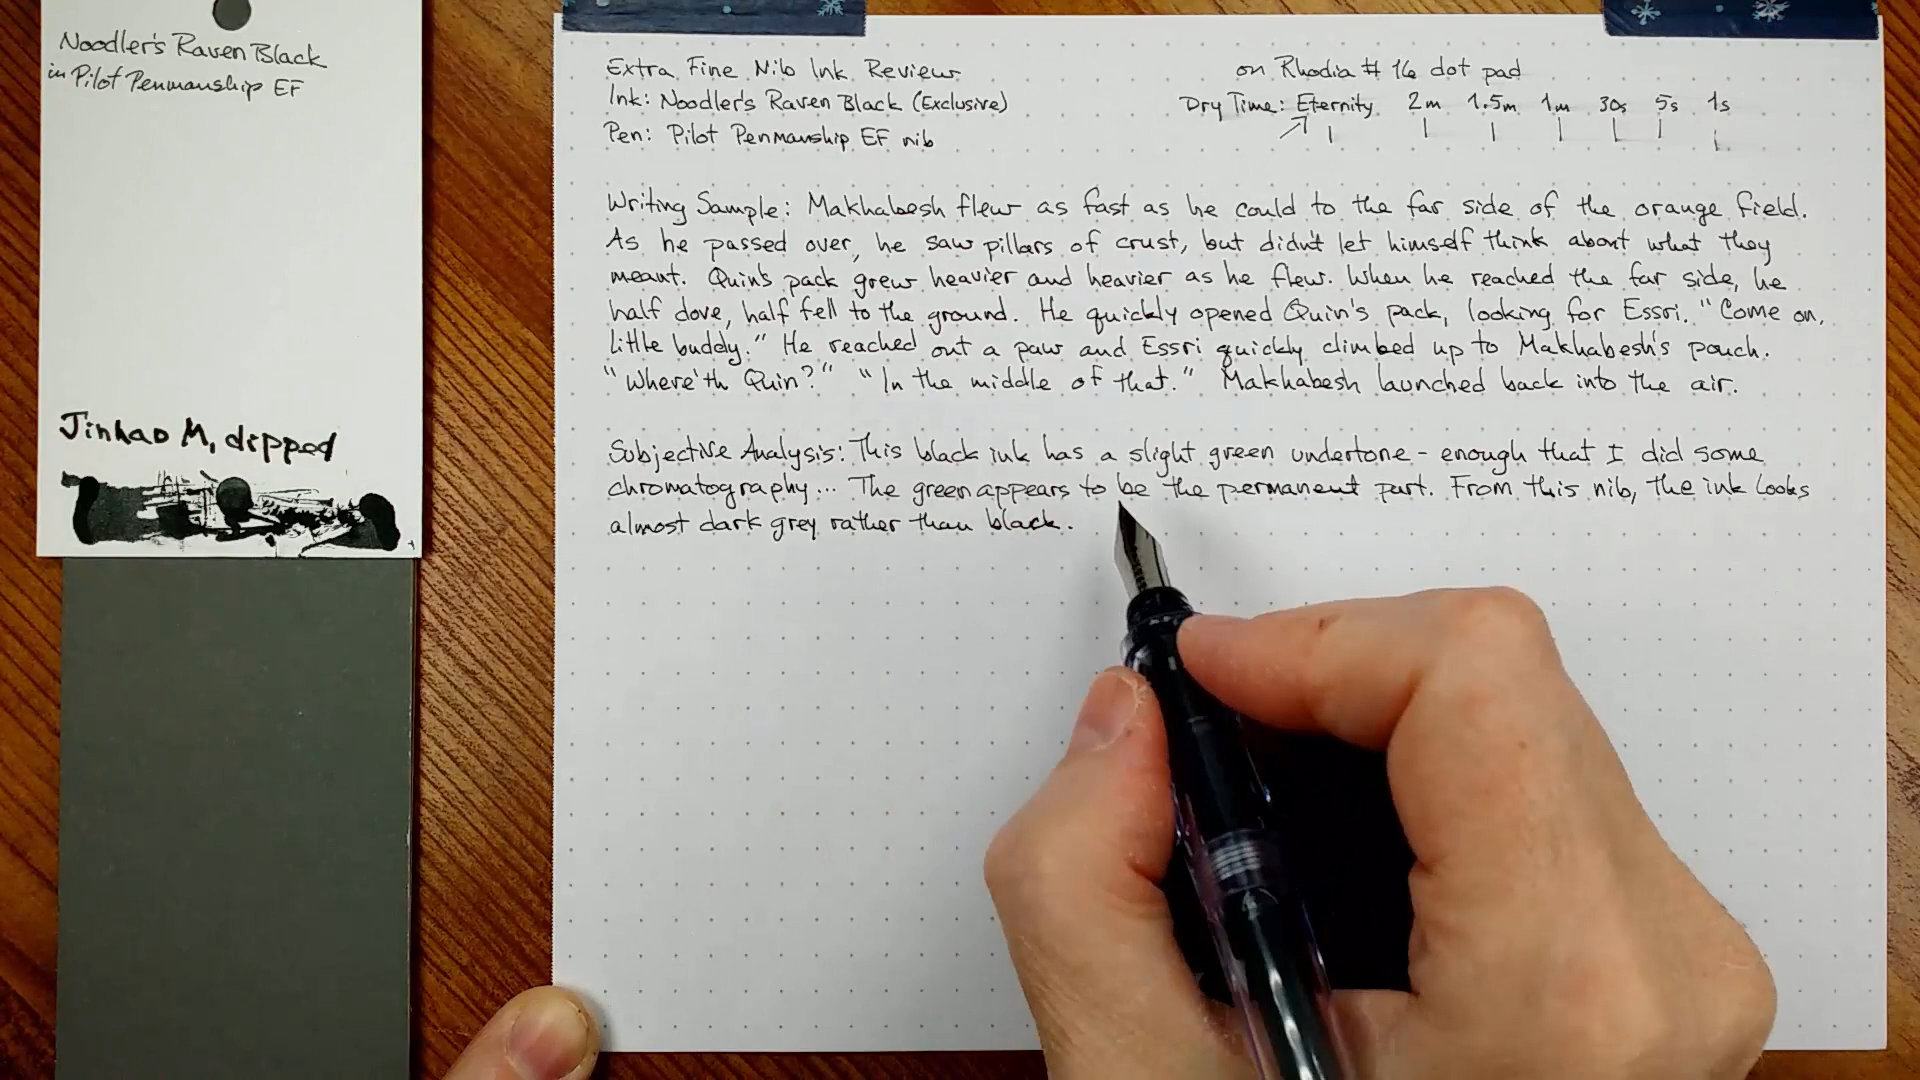 Noodler's Raven Black
in Pilot Penmanship EF
Jinhao M, dipped
Extra Fine Nib Ink Review
Ink: Noodler's Raven Black (Exclusive)
Pen: Pilot Penmanship EF nib
on Rhodia # 16 dot pad
Dry Time: Eternity 2m 1.5m 1m 30s 5s 1s
Writing Sample: Makhabesh flew as fast as he could to the far side of the orange field.
As he passed over, he saw pillars of crust, but didn't let himself think about what they
meant. Quin's pack grew heavier and heavier as he flew. When he reached the far side, he
half dove, half fell to the ground. He quickly opened Quin's pack, looking for Essri. "Come on,
little buddy." He reached out a paw and Essri quickly climbed up to Makhabesh's pouch.
"Where'th Quin?" "In the middle of that." Makhabesh launched back into the air.
Subjective Analysis: This black ink has a slight green undertone - enough that I did some
chromatography... The green appears to be the permanent part. From this nib, the ink looks
almost dark grey rather than black.